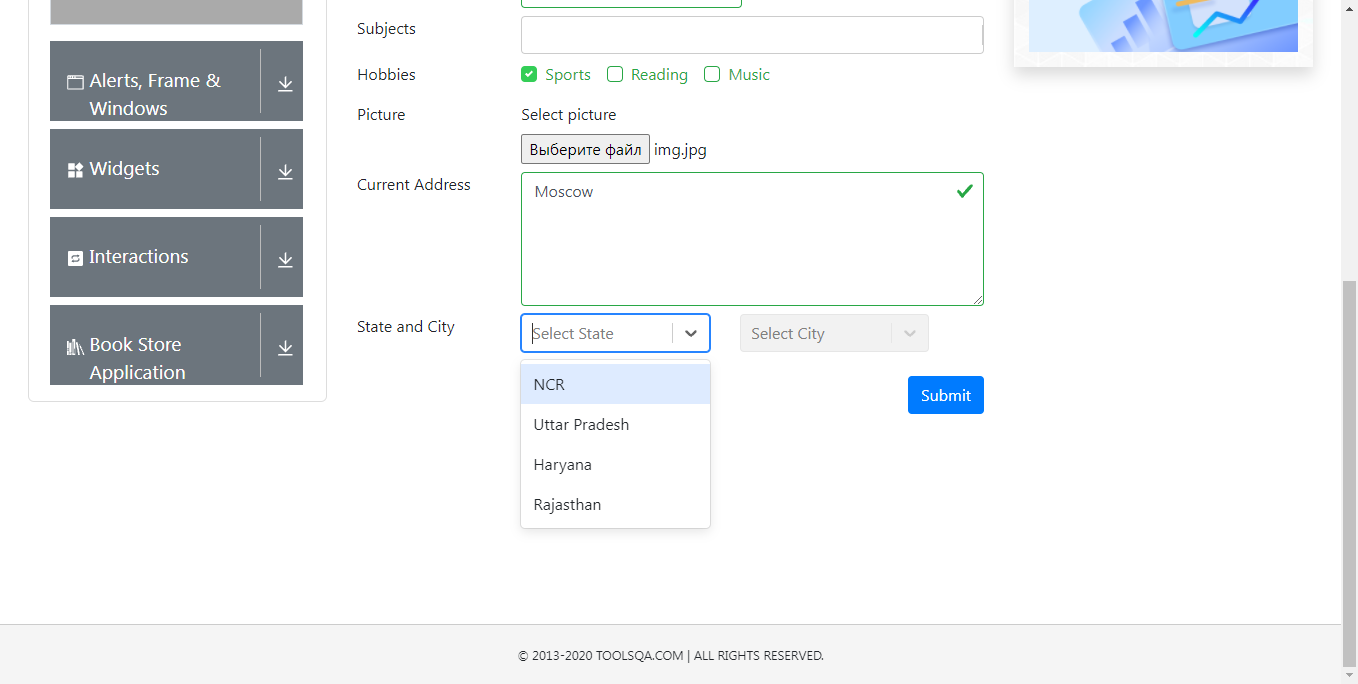 Alerts, Frame &
Windows
Widgets
Interactions
Book Store
Application
Subjects
Hobbies
Sports Reading Music
Picture
Select picture
Выберите файл img.jpg
Current Address
Moscow
State and City
Select State
Select City
NCR
Uttar Pradesh
Haryana
Rajasthan
Submit
© 2013-2020 TOOLSQA.COM | ALL RIGHTS RESERVED.